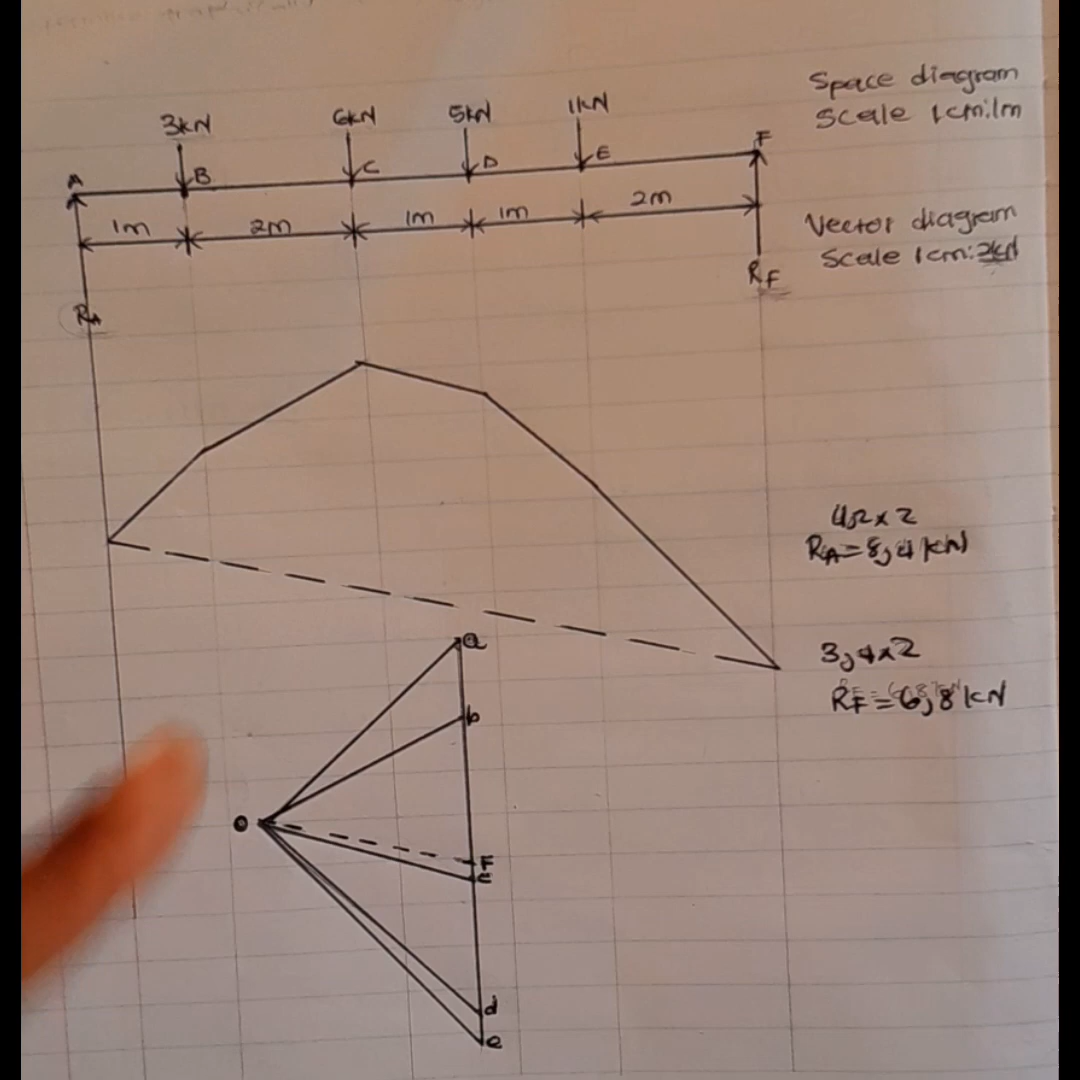 Space diagram
Scale 1cm:1m
3kN
6kN
5kN
1kN
A
B
C
D
E
F
1m
2m
1m
1m
2m
Vector diagram
Scale 1cm:2kN
RA
RF
4,2 x 2
RA = 8,4 kN
3,4 x 2
RF = 6,8 kN
a
b
o
F
c
d
e